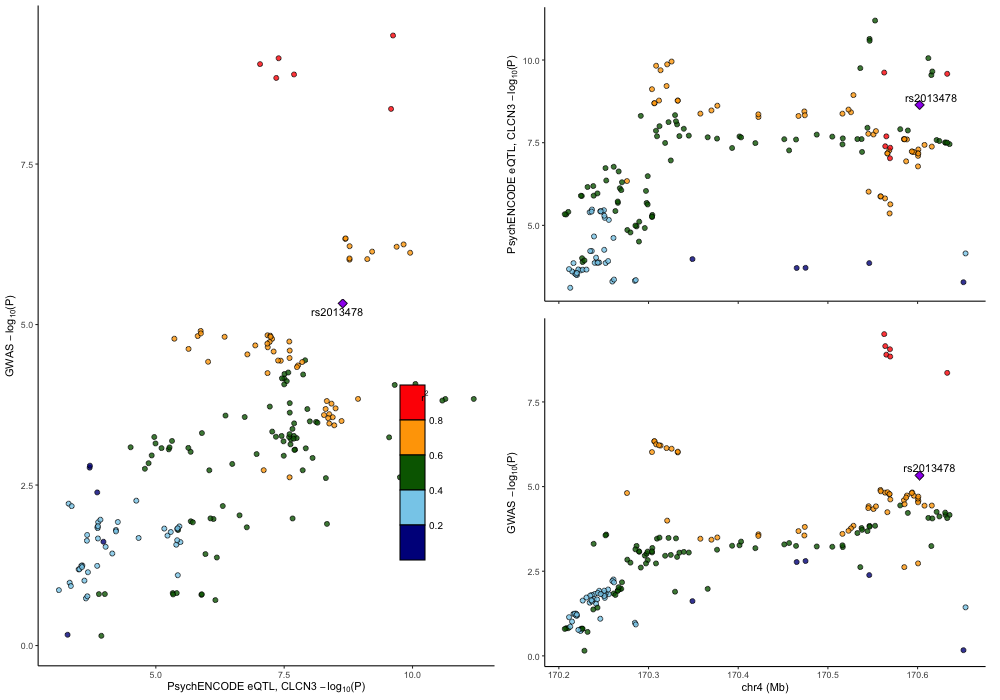 GWAS −log10(P)
7.5
5.0
2.5
0.0
rs2013478
r2
0.8
0.6
0.4
0.2
5.0
7.5
10.0
PsychENCODE eQTL, CLCN3 −log10(P)
PsychENCODE eQTL, CLCN3 −log10(P)
10.0
7.5
5.0
rs2013478
GWAS −log10(P)
7.5
5.0
2.5
0.0
rs2013478
170.2
170.3
170.4
170.5
170.6
chr4 (Mb)